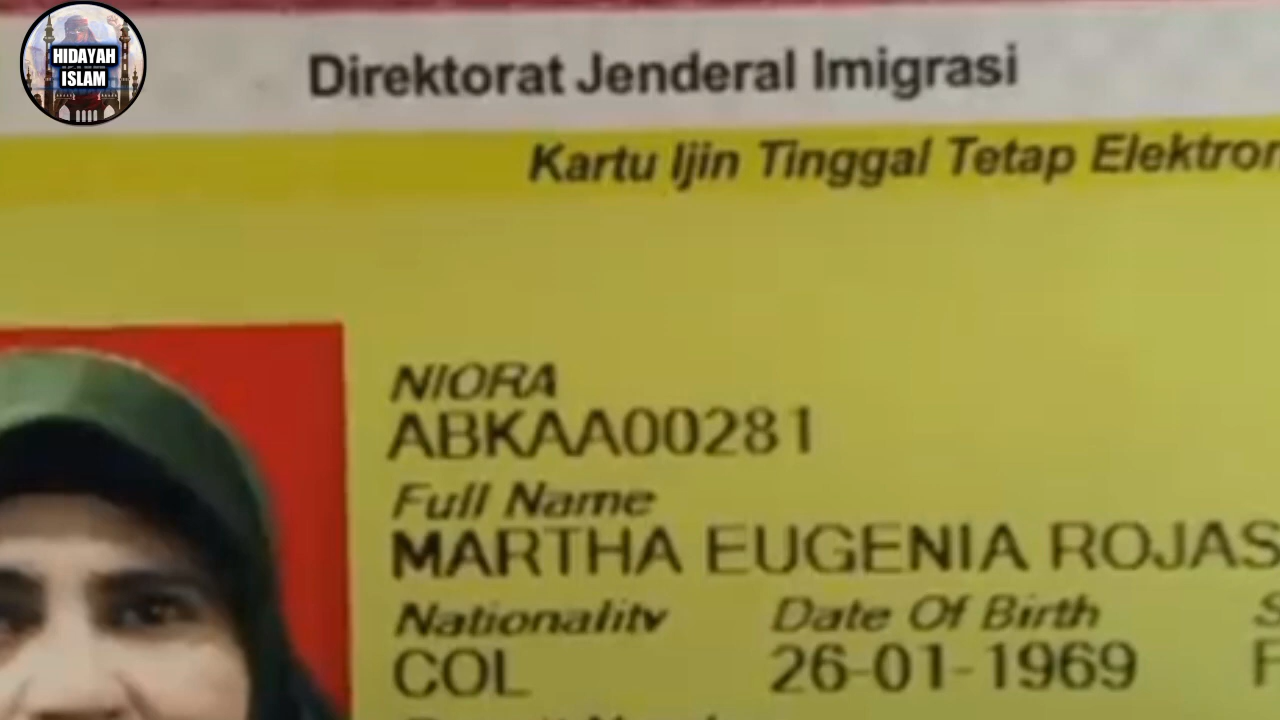 HIDAYAH
ISLAM
Direktorat Jenderal Imigrasi
Kartu Ijin Tinggal Tetap Elektron
NIORA
ABKAA00281
Full Name
MARTHA EUGENIA ROJAS
Nationality Date Of Birth S
COL 26-01-1969 F